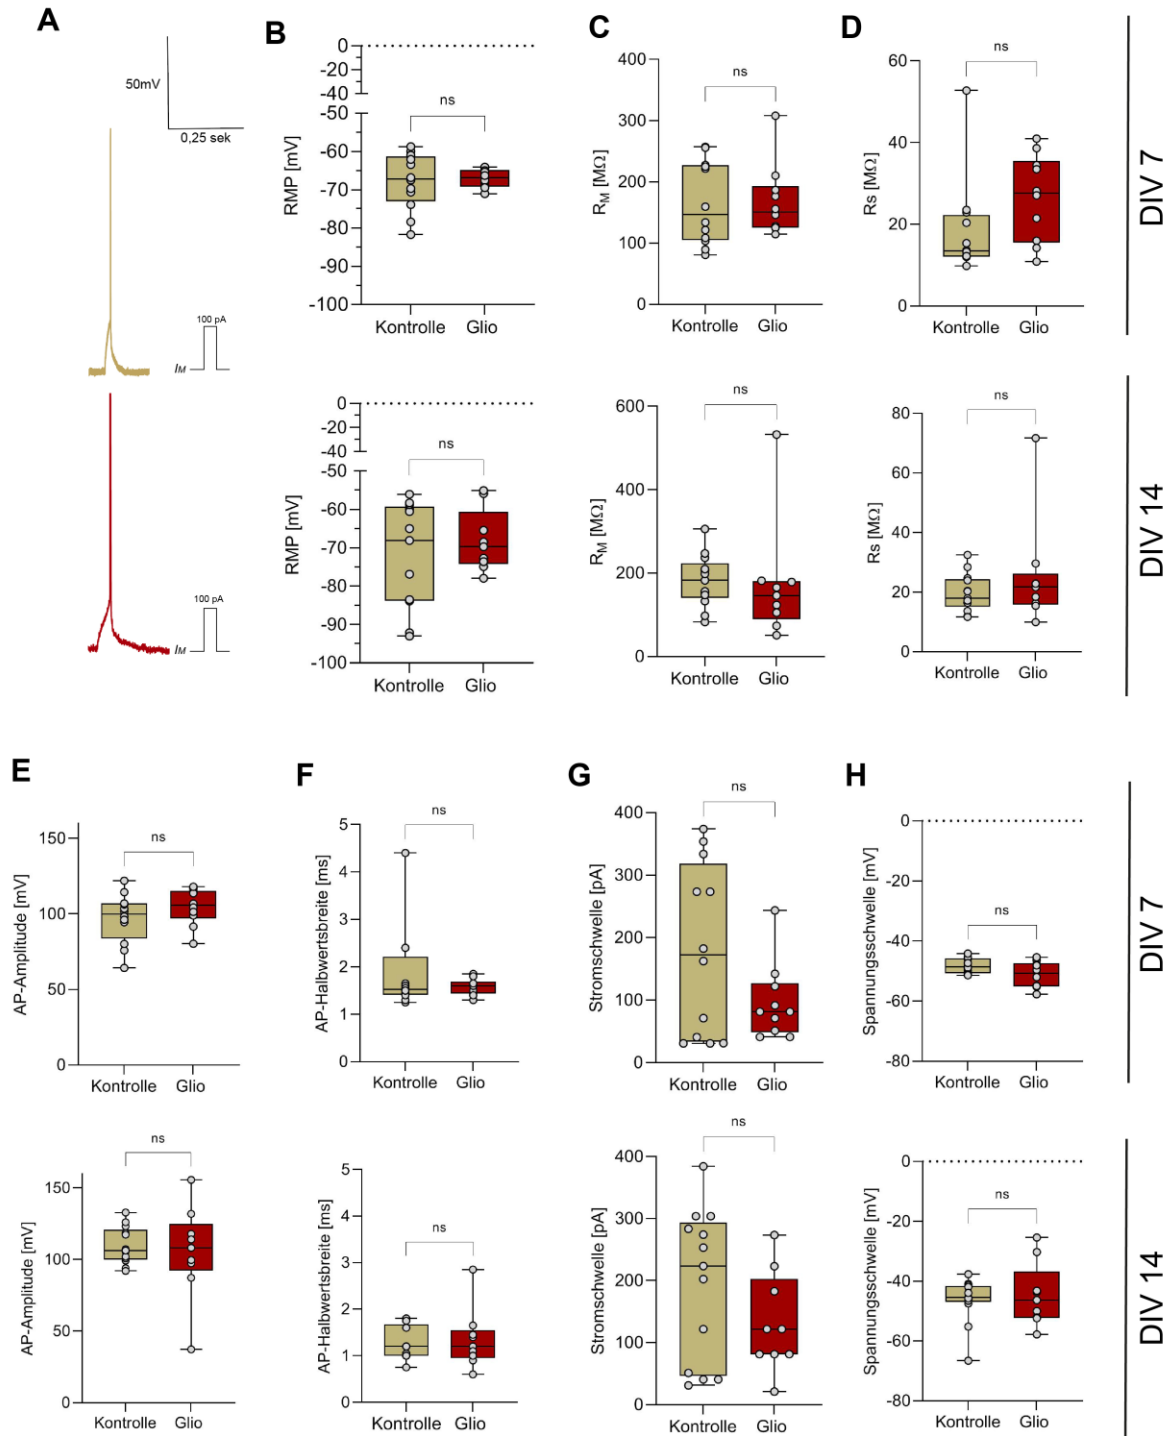 A
50mV
0,25 sek
100 pA
IM
100 pA
IM
B
0
-20
-40
-50
-60
-70
-80
-90
-100
RMP [mV]
ns
Kontrolle Glio
C
400
300
200
100
0
RM [MΩ]
ns
Kontrolle Glio
D
60
40
20
0
Rs [MΩ]
ns
Kontrolle Glio
DIV 7
0
-20
-40
-50
-60
-70
-80
-90
-100
RMP [mV]
ns
Kontrolle Glio
600
400
200
0
RM [MΩ]
ns
Kontrolle Glio
80
60
40
20
0
Rs [MΩ]
ns
Kontrolle Glio
DIV 14
E
150
100
50
0
AP-Amplitude [mV]
ns
Kontrolle Glio
F
5
4
3
2
1
0
AP-Halbwertsbreite [ms]
ns
Kontrolle Glio
G
400
300
200
100
0
Stromschwelle [pA]
ns
Kontrolle Glio
H
0
-40
-60
-80
Spannungsschwelle [mV]
ns
Kontrolle Glio
DIV 7
150
100
50
0
AP-Amplitude [mV]
ns
Kontrolle Glio
5
4
3
2
1
0
AP-Halbwertsbreite [ms]
ns
Kontrolle Glio
400
300
200
100
0
Stromschwelle [pA]
ns
Kontrolle Glio
0
-20
-40
-60
-80
Spannungsschwelle [mV]
ns
Kontrolle Glio
DIV 14